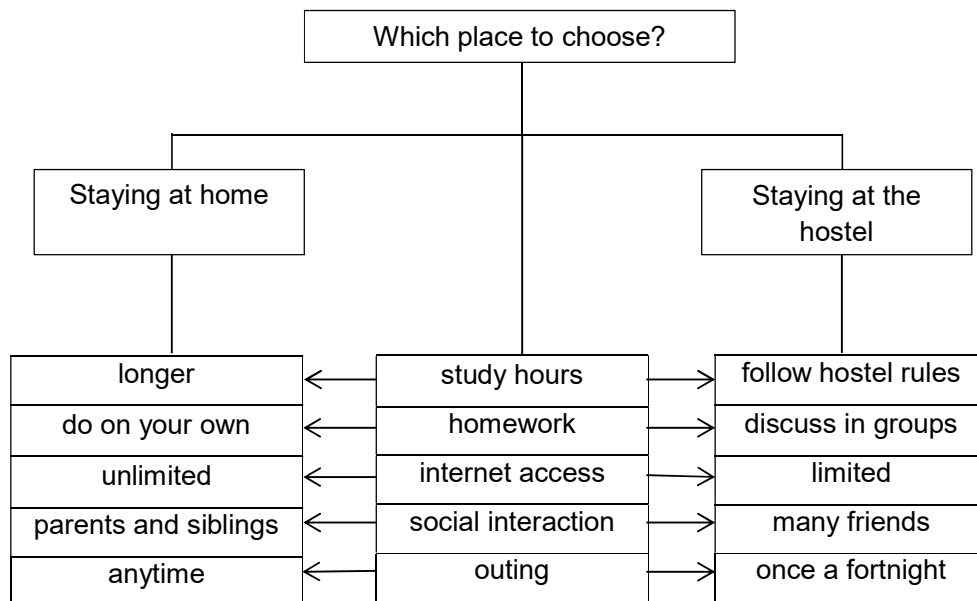 Which place to choose?
Staying at home
Staying at the
hostel
longer
study hours
follow hostel rules
do on your own
homework
discuss in groups
unlimited
internet access
limited
parents and siblings
social interaction
many friends
anytime
outing
once a fortnight